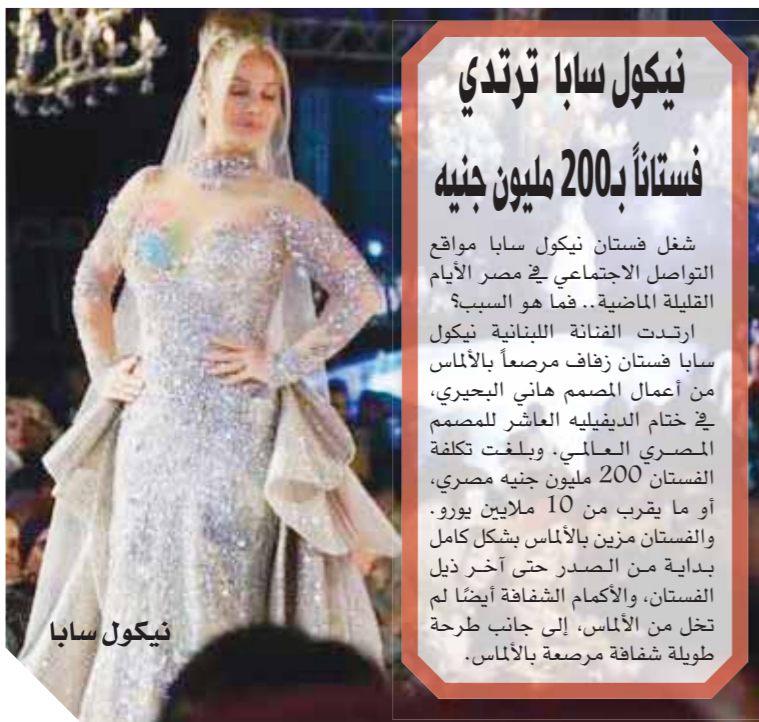 نيكول سابا ترتدي
فستاناً بـ200 مليون جنيه
شغل فستان نيكول سابا مواقع
التواصل الاجتماعي في مصر الأيام
القليلة الماضية.. فما هو السبب؟
ارتدت الفنانة اللبنانية نيكول
سابا فستان زفاف مرصعاً بالألماس
من أعمال المصمم هاني البحيري،
في ختام الديفيليه العاشر للمصمم
المصري العالمي. وبلغت تكلفة
الفستان 200 مليون جنيه مصري،
أو ما يقرب من 10 ملايين يورو.
والفستان مزين بالألماس بشكل كامل
بداية من الصدر حتى آخر ذيل
الفستان، والأكمام الشفافة أيضًا لم
تخل من الألماس، إلى جانب طرحة
طويلة شفافة مرصعة بالألماس.
نيكول سابا